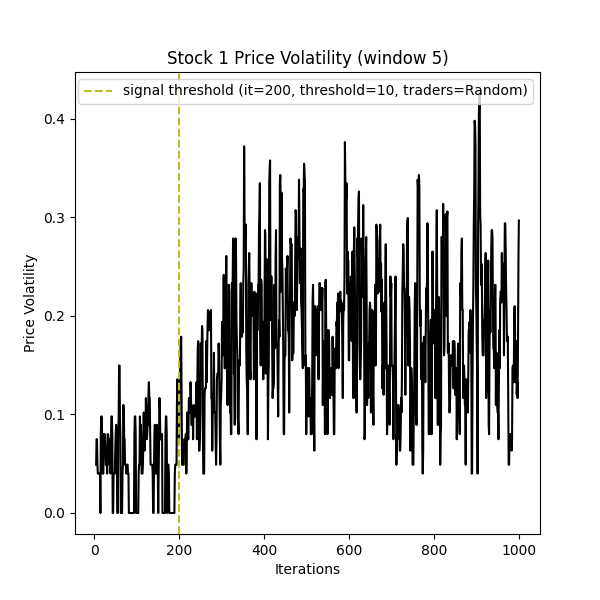 Stock 1 Price Volatility (window 5)
signal threshold (it=200, threshold=10, traders=Random)
Price Volatility
0.4
0.3
0.2
0.1
0.0
0 200 400 600 800 1000
Iterations